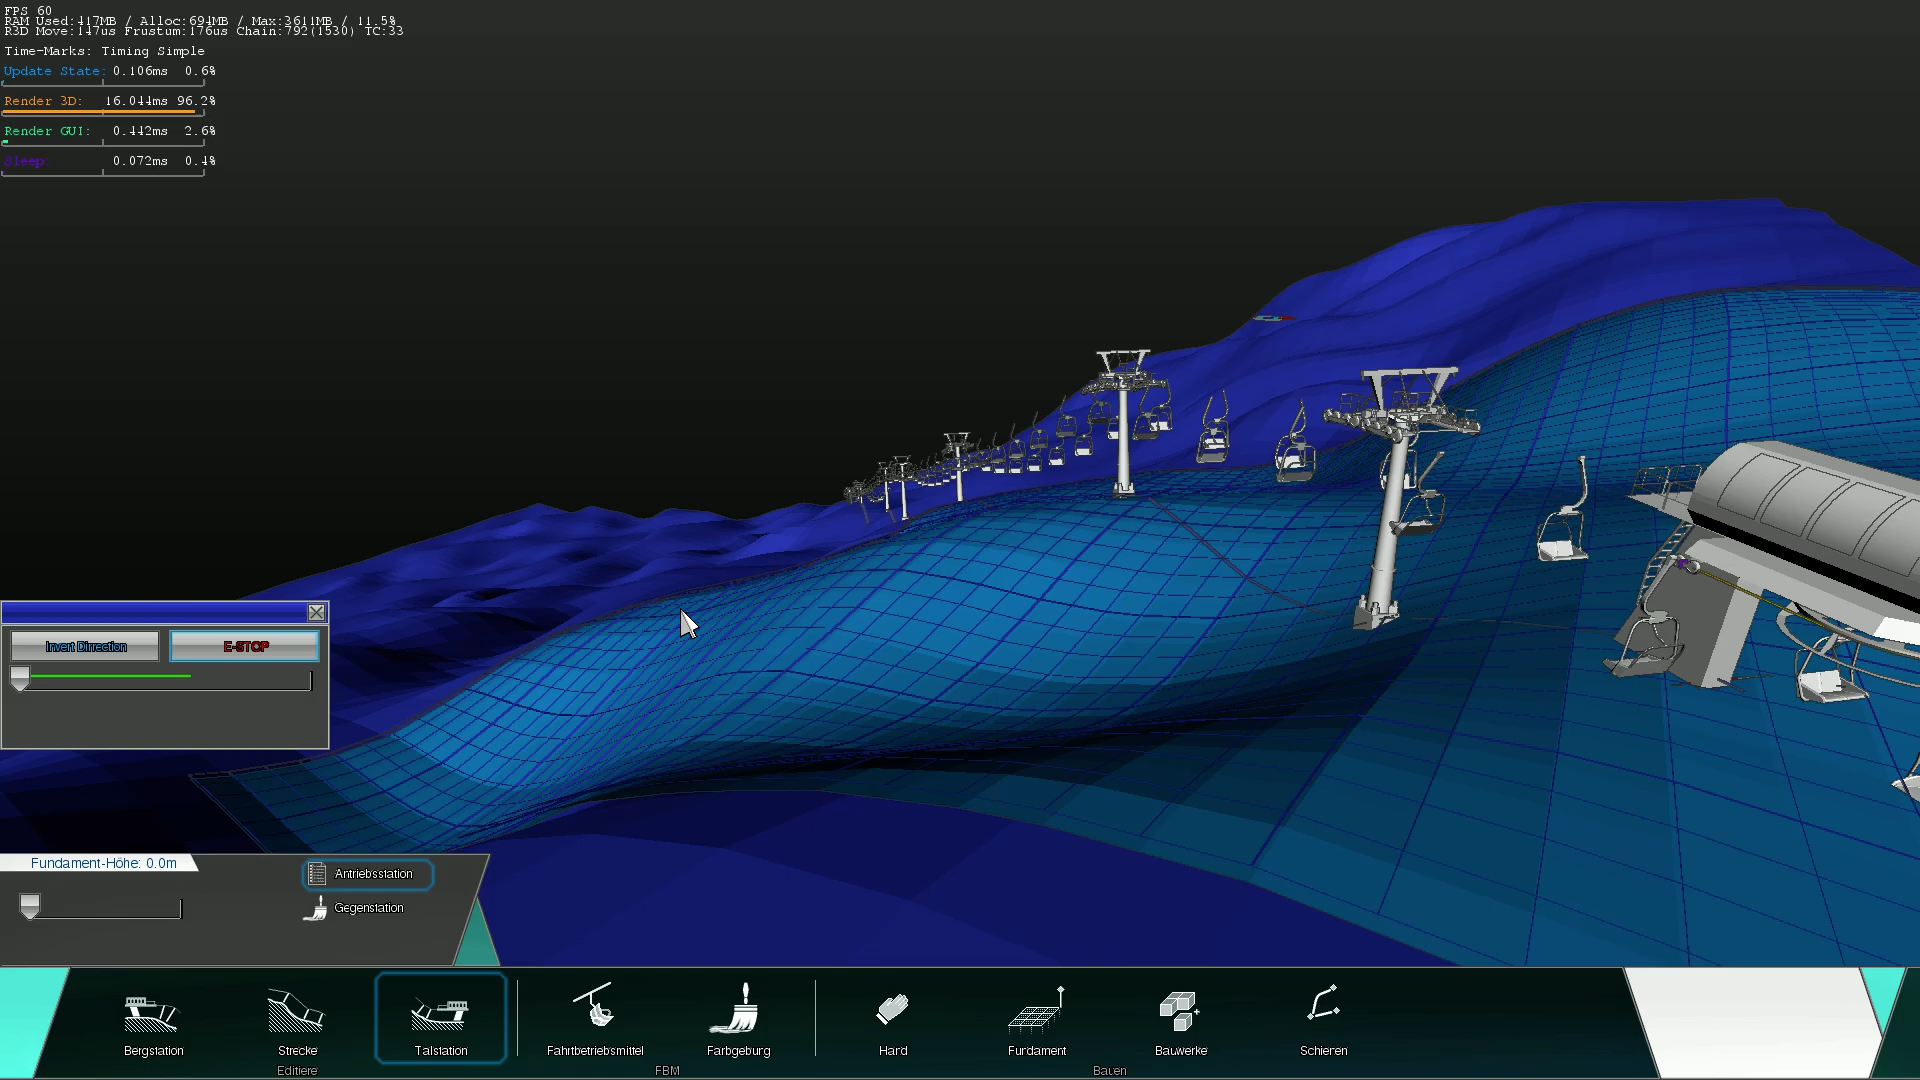 FPS 60
RAM Used:417MB / Alloc:694MB / Max:3611MB / 11.5%
R3D Move:147us Frustum:176us Chain:792(1530) TC:33
Time-Marks: Timing Simple
Update State: 0.106ms 0.6%
Render 3D: 16.044ms 96.2%
Render GUI: 0.442ms 2.6%
Sleep: 0.072ms 0.4%
Invert Dirrection
E-STOP
Fundament-Höhe: 0.0m
Antriebsstation
Gegenstation
Bergstation
Strecke
Talstation
Fahrtbetriebsmittel
Farbgebung
Hand
Fundament
Bauwerke
Schienen
Editiere
FBM
Bauen